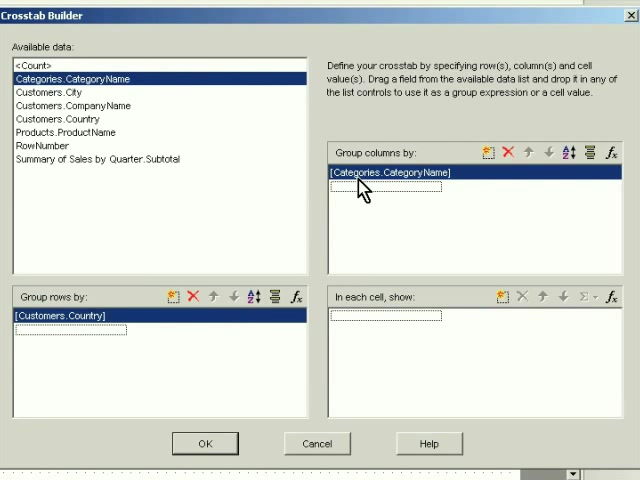 Crosstab Builder
Available data:
<Count>
Categories.CategoryName
Customers.City
Customers.CompanyName
Customers.Country
Products.ProductName
RowNumber
Summary of Sales by Quarter.Subtotal
Define your crosstab by specifying row(s), column(s) and cell
value(s). Drag a field from the available data list and drop it in any of
the list controls to use it as a group expression or a cell value.
Group columns by:
[Categories.CategoryName]
Group rows by:
[Customers.Country]
In each cell, show:
OK
Cancel
Help